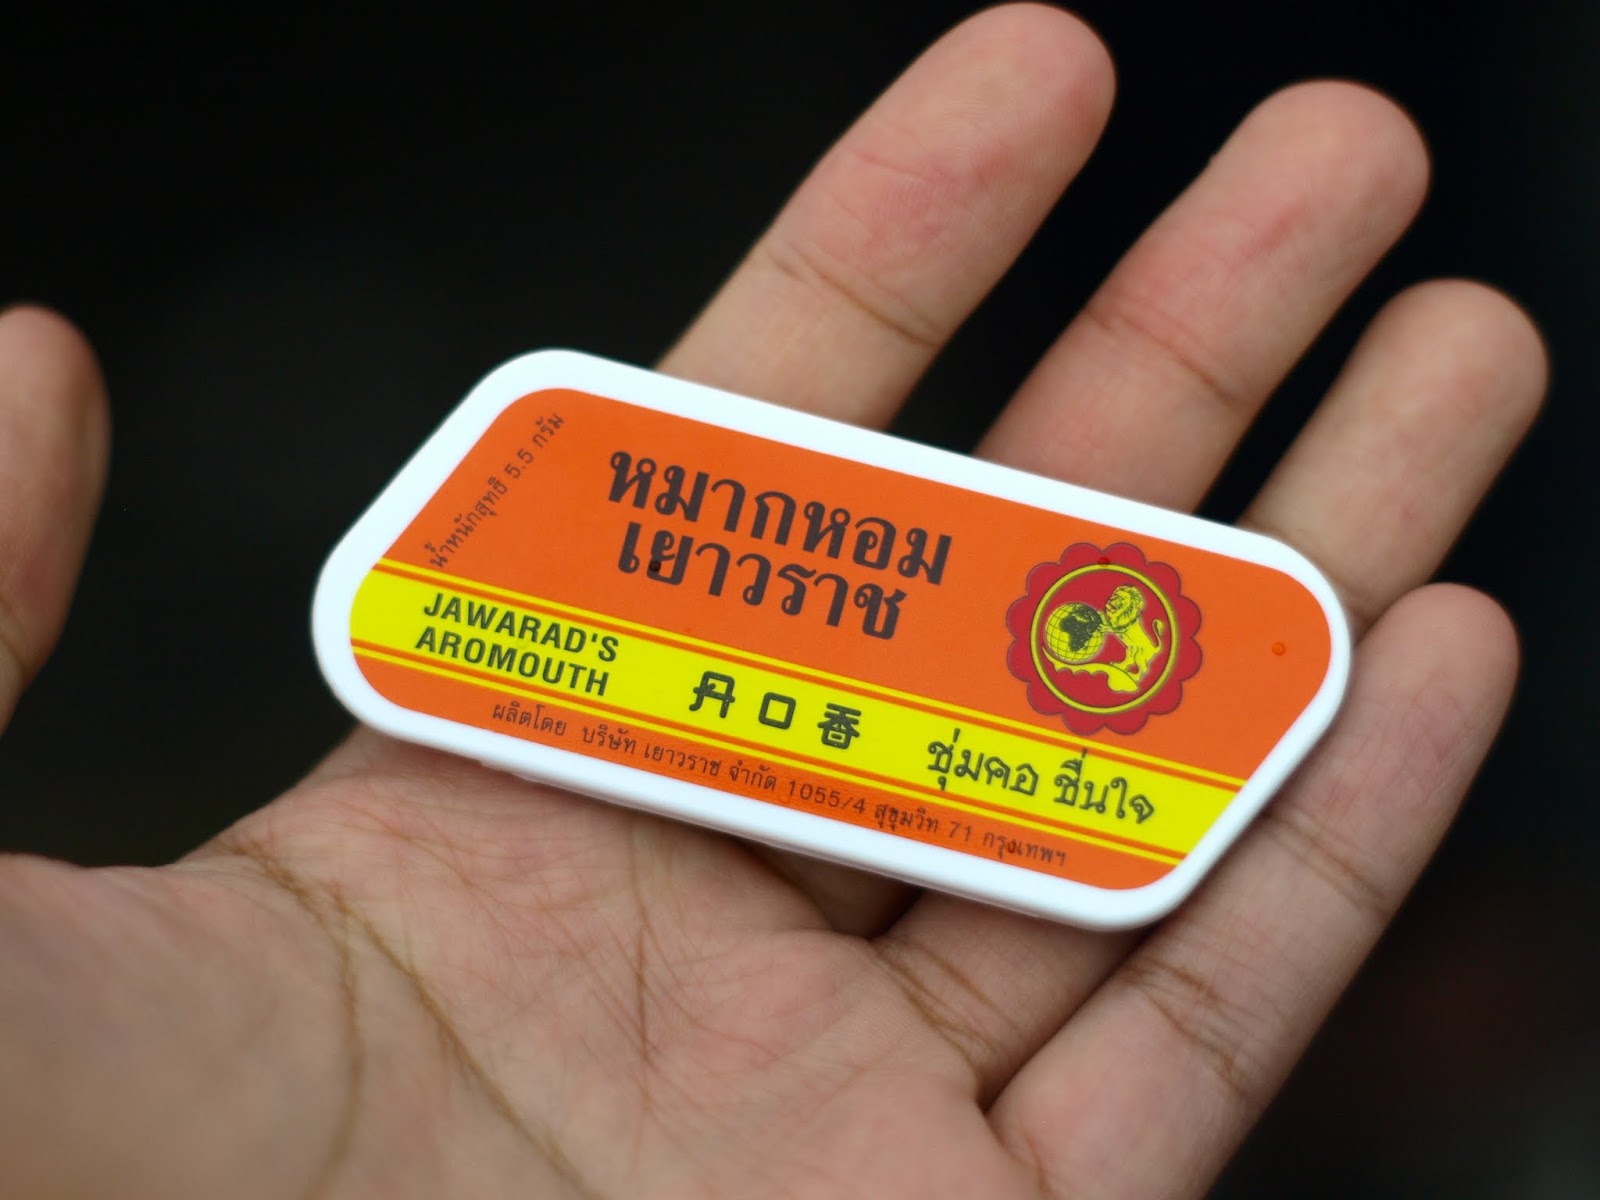 น้ำหนักสุทธิ 5.5 กรัม
หมากหอม
เยาวราช
JAWARAD'S
AROMOUTH
丹口香
ชุ่มคอ ชื่นใจ
ผลิตโดย บริษัท เยาวราช จำกัด 1055/4 สุขุมวิท 71 กรุงเทพฯ